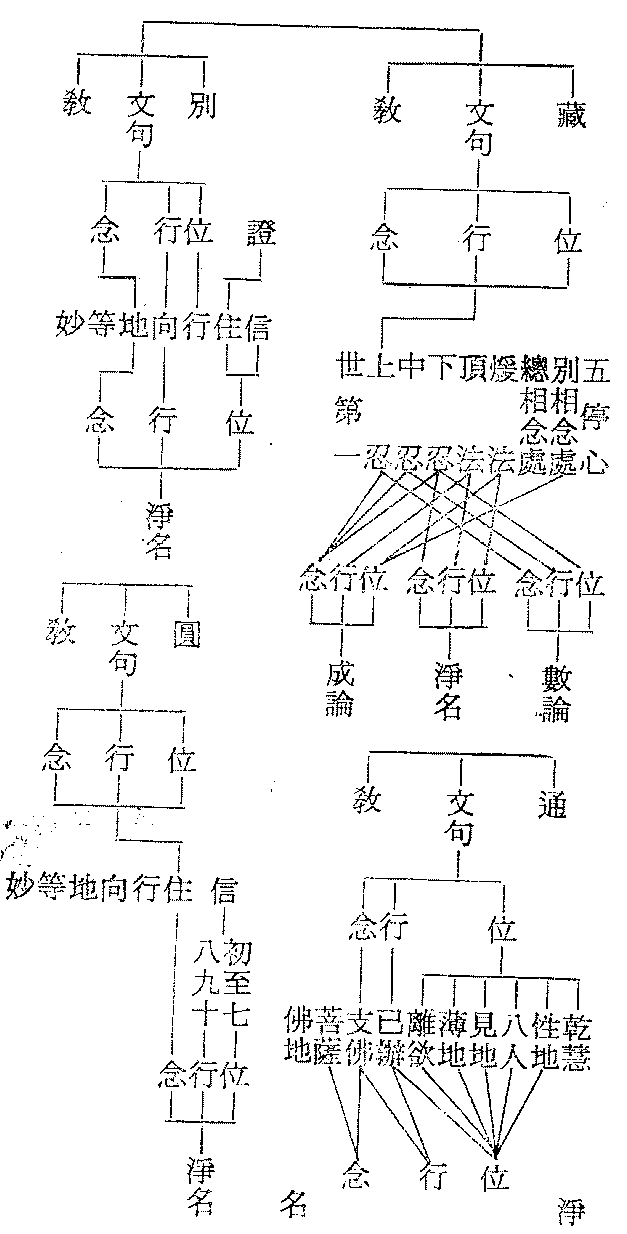 藏　文句　教
位　行　念
五停心　別相念處　總相念處　煖法　頂法　下忍　中忍　上忍　世第一
位行念　位行念　位行念
數論　淨名　成論
通　文句　教
位　行念
乾慧　性地　八人　見地　薄地　離欲　已辦　支佛　菩薩　佛地
位　行　念
淨　名
別　文句　教
證　位行　念
信住行向地等妙
位　行　念
淨名
圓　文句　教
位　行　念
信　住行向地等妙
初至七　八九十
位行念
淨名